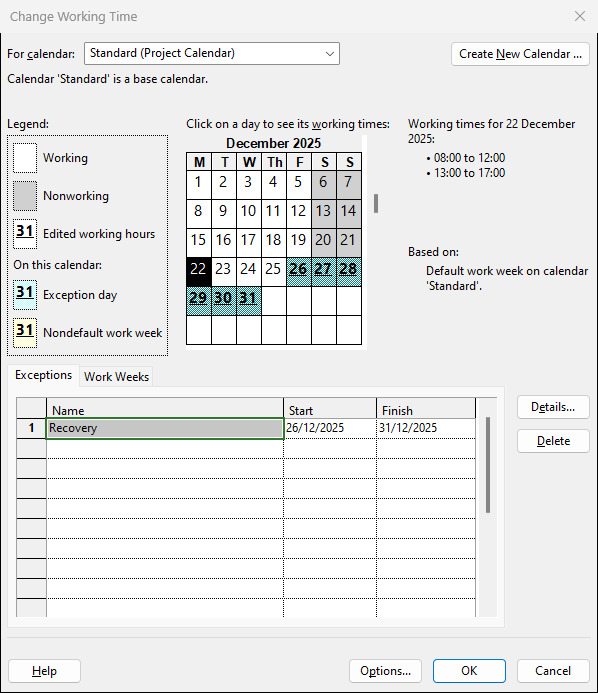 Change Working Time
For calendar: Standard (Project Calendar)
Create New Calendar ...
Calendar 'Standard' is a base calendar.
Legend:
Working
Nonworking
31 Edited working hours
On this calendar:
31 Exception day
31 Nondefault work week
Click on a day to see its working times:
December 2025
M T W Th F S S
1 2 3 4 5 6 7
8 9 10 11 12 13 14
15 16 17 18 19 20 21
22 23 24 25 26 27 28
29 30 31
Working times for 22 December
2025:
• 08:00 to 12:00
• 13:00 to 17:00
Based on:
Default work week on calendar
'Standard'.
Exceptions Work Weeks
Name Start Finish
1 Recovery 26/12/2025 31/12/2025
Details...
Delete
Help Options... OK Cancel